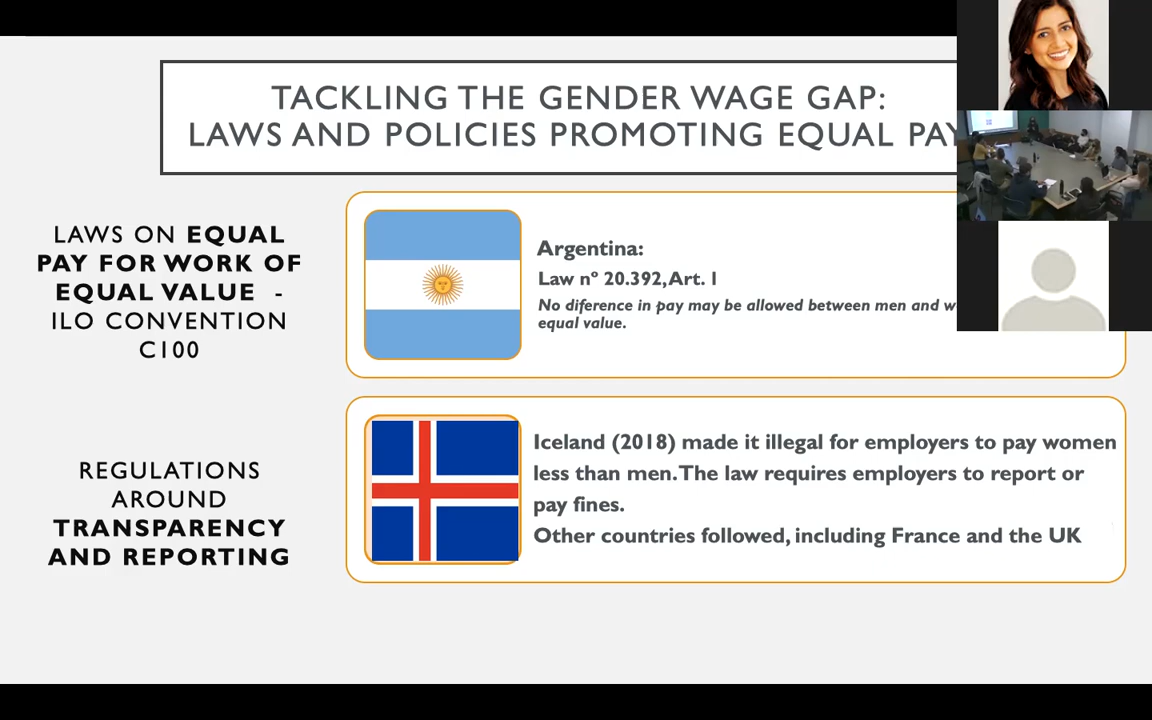 TACKLING THE GENDER WAGE GAP:
LAWS AND POLICIES PROMOTING EQUAL PAY
LAWS ON EQUAL
PAY FOR WORK OF
EQUAL VALUE -
ILO CONVENTION
C100
Argentina:
Law nº 20.392, Art. 1
No diference in pay may be allowed between men and
equal value.
REGULATIONS
AROUND
TRANSPARENCY
AND REPORTING
Iceland (2018) made it illegal for employers to pay women
less than men. The law requires employers to report or
pay fines.
Other countries followed, including France and the UK